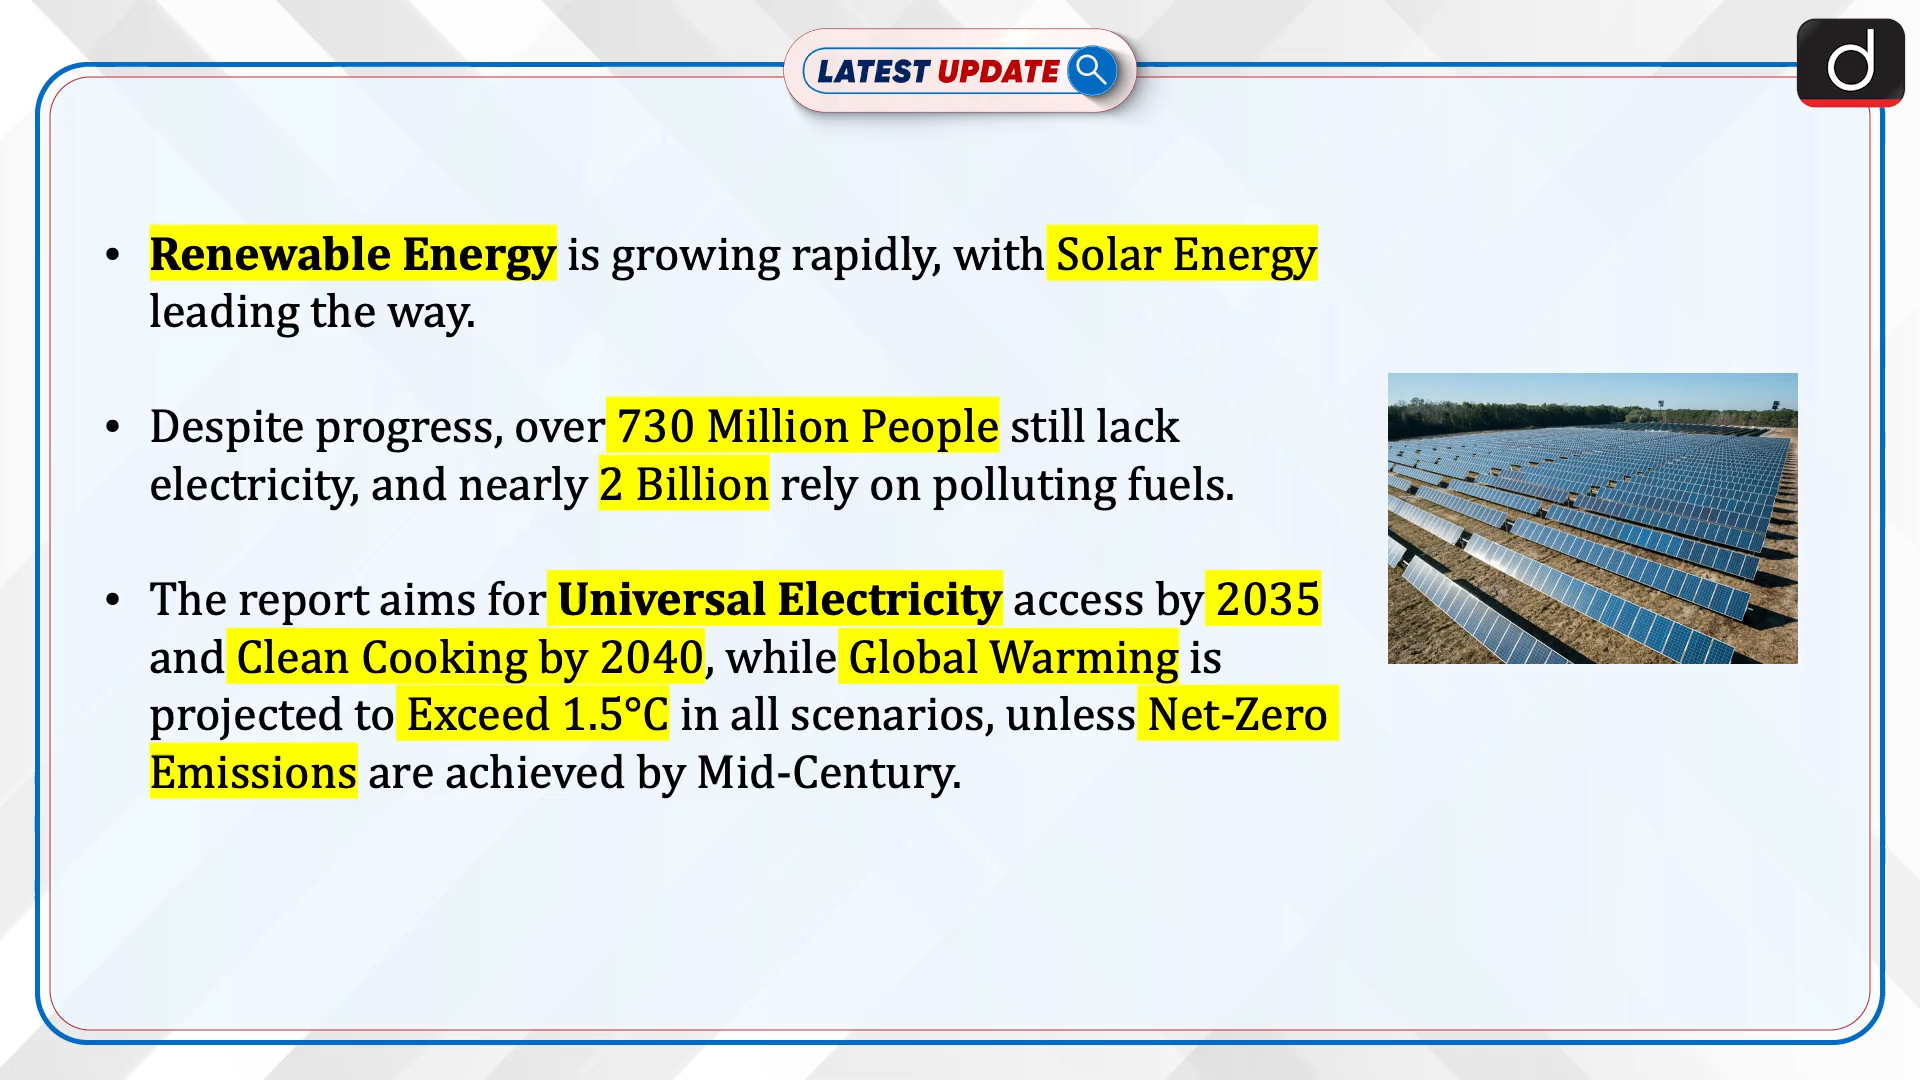 LATEST UPDATE
d
• Renewable Energy is growing rapidly, with Solar Energy
leading the way.
• Despite progress, over 730 Million People still lack
electricity, and nearly 2 Billion rely on polluting fuels.
• The report aims for Universal Electricity access by 2035
and Clean Cooking by 2040, while Global Warming is
projected to Exceed 1.5°C in all scenarios, unless Net-Zero
Emissions are achieved by Mid-Century.